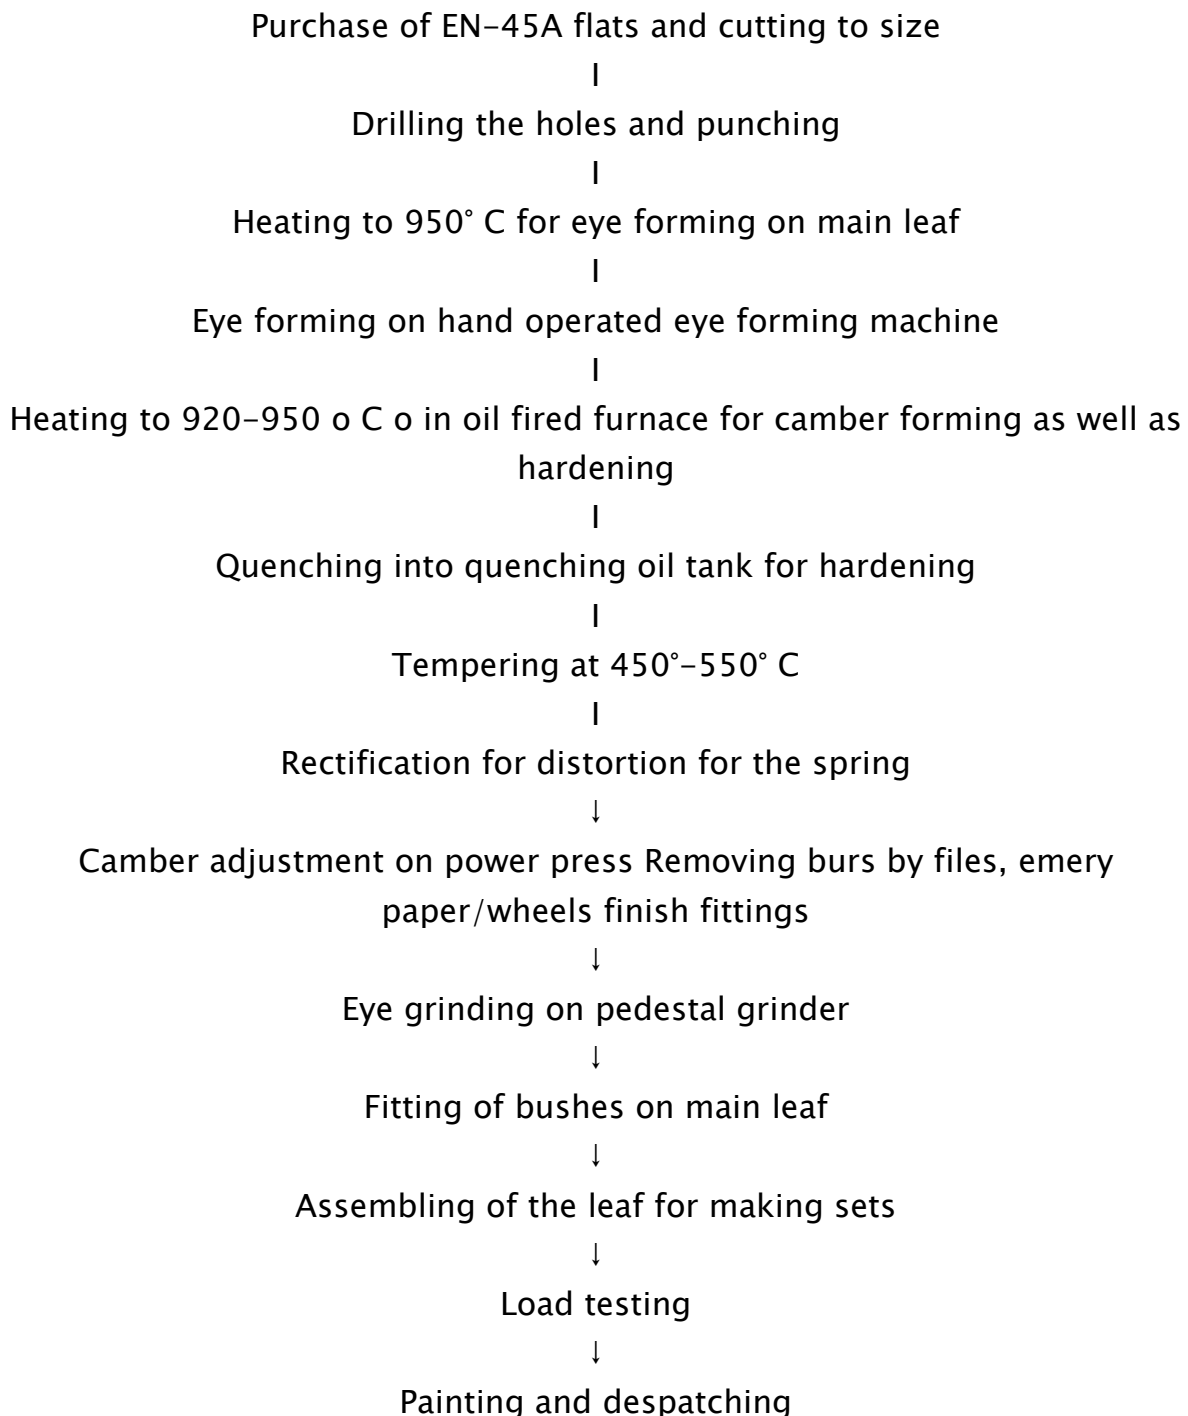 Purchase of EN-45A flats and cutting to size
I
Drilling the holes and punching
I
Heating to 950° C for eye forming on main leaf
I
Eye forming on hand operated eye forming machine
I
Heating to 920-950 o C o in oil fired furnace for camber forming as well as
hardening
I
Quenching into quenching oil tank for hardening
I
Tempering at 450°-550° C
I
Rectification for distortion for the spring
↓
Camber adjustment on power press Removing burs by files, emery
paper/wheels finish fittings
↓
Eye grinding on pedestal grinder
↓
Fitting of bushes on main leaf
↓
Assembling of the leaf for making sets
↓
Load testing
↓
Painting and despatching